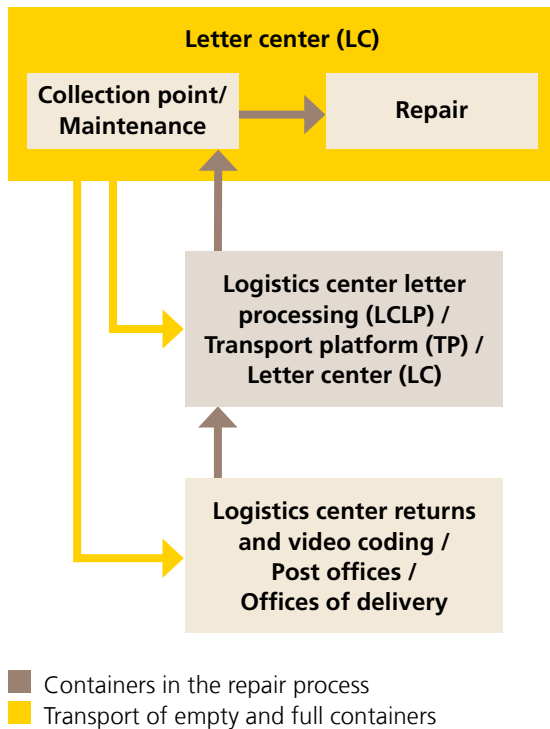 Letter center (LC)
Collection point/
Maintenance
Repair
Logistics center letter
processing (LCLP) /
Transport platform (TP) /
Letter center (LC)
Logistics center returns
and video coding /
Post offices /
Offices of delivery
Containers in the repair process
Transport of empty and full containers